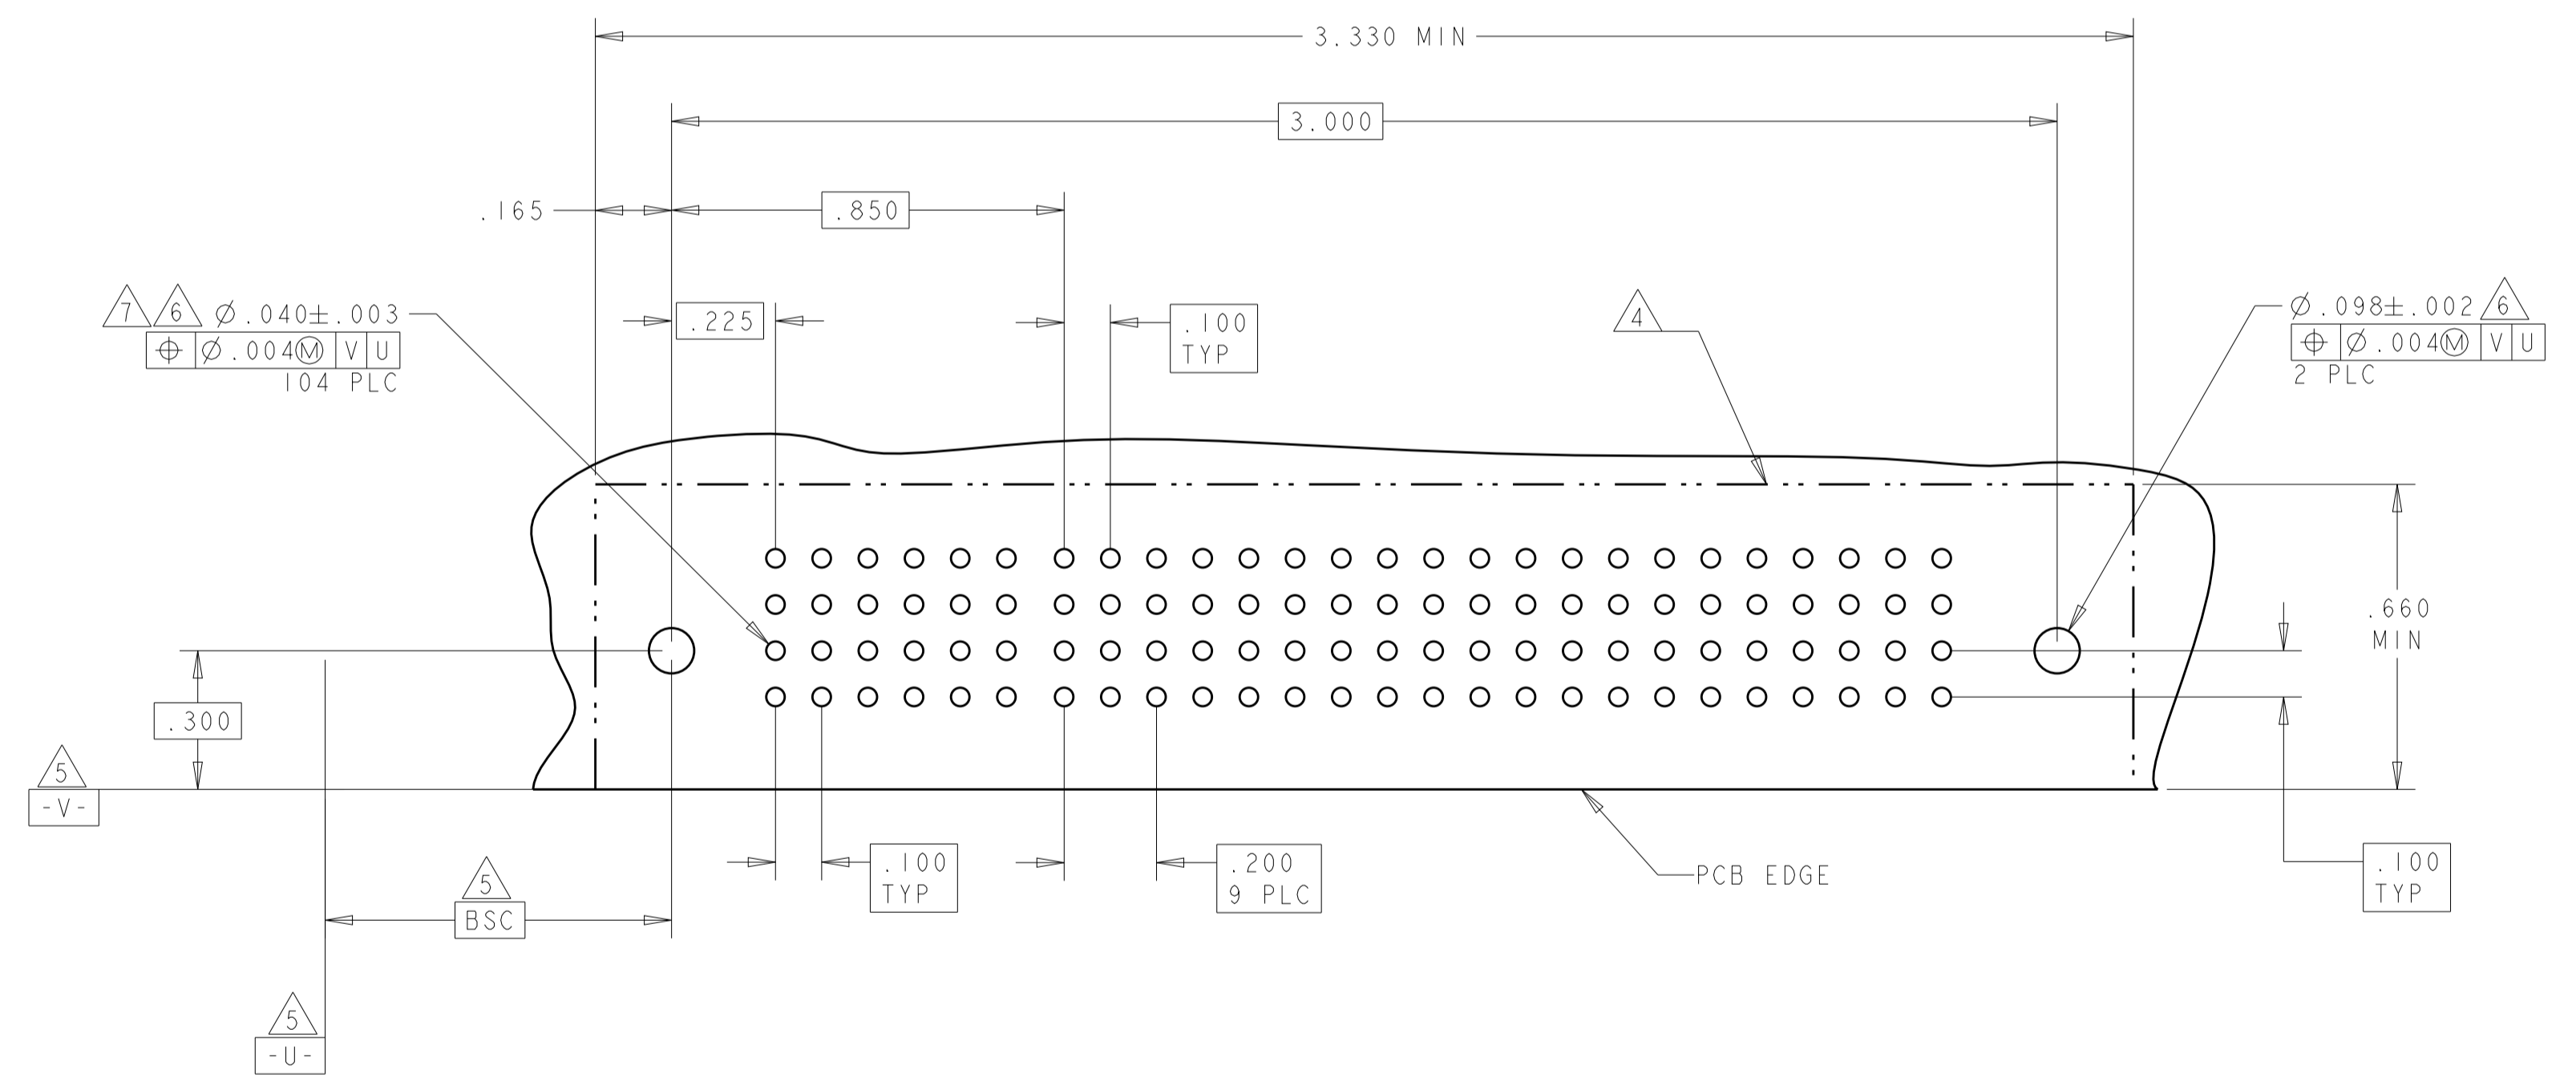 3.330 MIN
3.000
.165
.850
.225
.100
TYP
7 6 Ø.040±.003
⌖ Ø.004Ⓜ V U
104 PLC
4
Ø.098±.002 6
⌖ Ø.004Ⓜ V U
2 PLC
.660
MIN
.300
5
-V-
.100
TYP
.200
9 PLC
PCB EDGE
.100
TYP
5
BSC
5
-U-